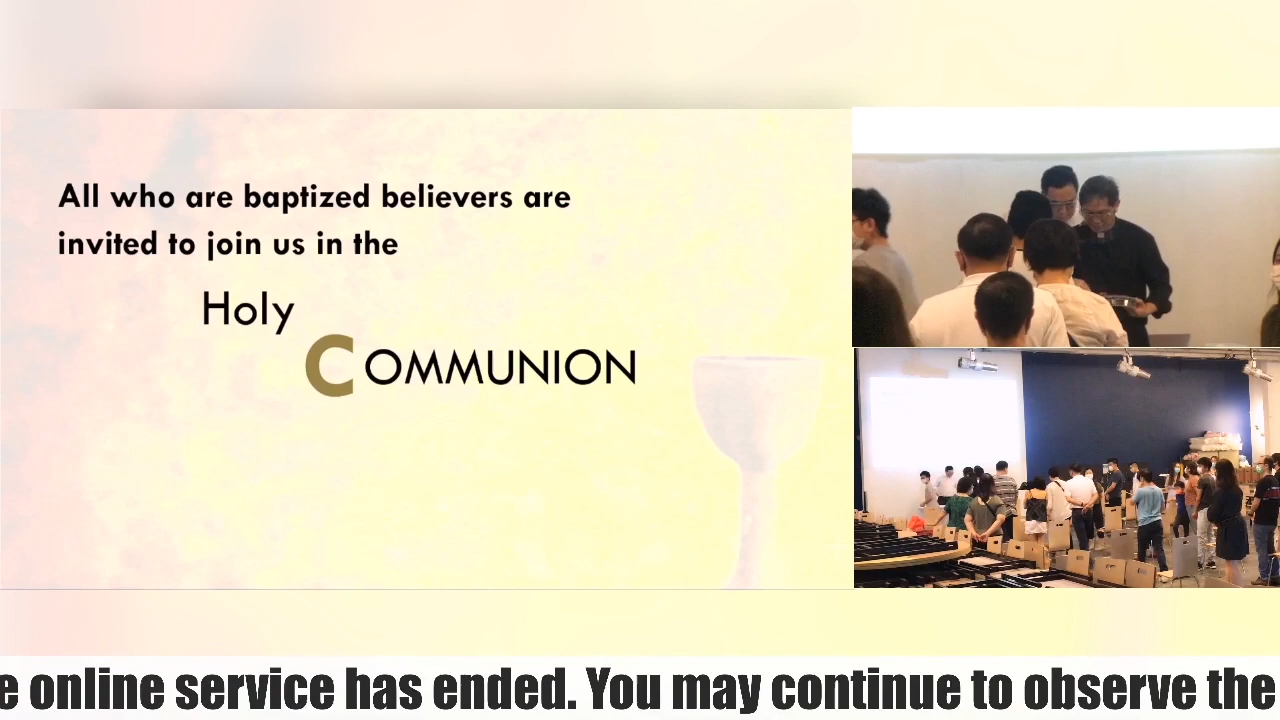 All who are baptized believers are
invited to join us in the
Holy
COMMUNION
e online service has ended. You may continue to observe the